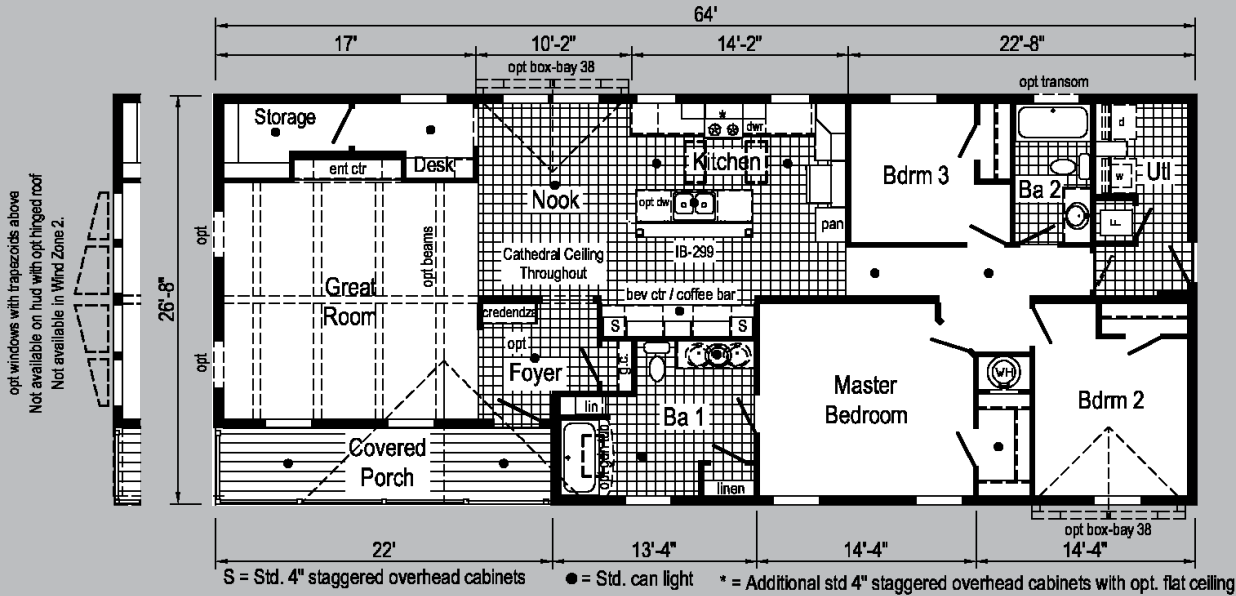 64'
17'
10'-2"
14'-2"
22'-8"
opt box-bay 38
opt transom
Storage
ent ctr
Desk
Nook
*
dwr
Kitchen
opt dw
pan
IB-299
Bdrm 3
Ba 2
d
w
Utl
F
opt windows with trapezoids above
Not available on hud with opt hinged roof
Not available in Wind Zone 2.
26'-8"
opt
opt
opt beams
Great
Room
Cathedral Ceiling
Throughout
bev ctr / coffee bar
S
S
credendza
opt
Foyer
g.c.
lin
Ba 1
opt gdn tub
linen
Master
Bedroom
WH
Bdrm 2
Covered
Porch
opt box-bay 38
22'
13'-4"
14'-4"
14'-4"
S = Std. 4" staggered overhead cabinets
● = Std. can light
* = Additional std 4" staggered overhead cabinets with opt. flat ceiling